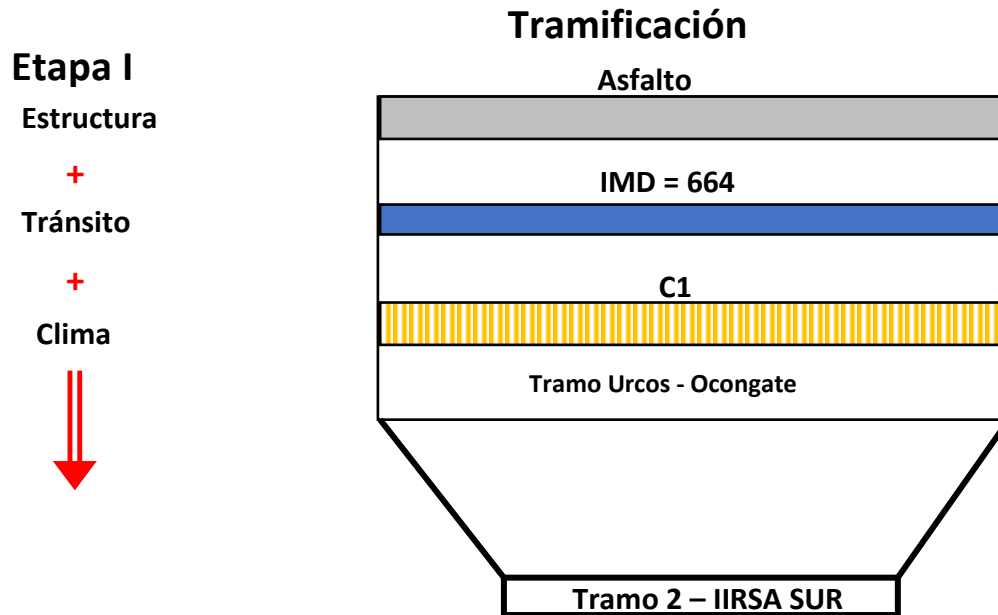 Tramificación
Etapa I
Asfalto
Estructura
+
IMD = 664
Tránsito
+
C1
Clima
Tramo Urcos - Ocongate
Tramo 2 – IIRSA SUR